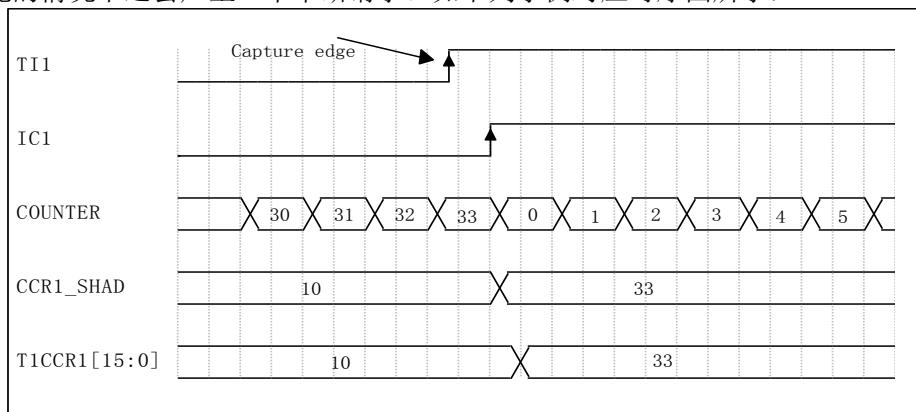 Capture edge
TI1
IC1
COUNTER 30 31 32 33 0 1 2 3 4 5
CCR1_SHAD 10 33
T1CCR1[15:0] 10 33